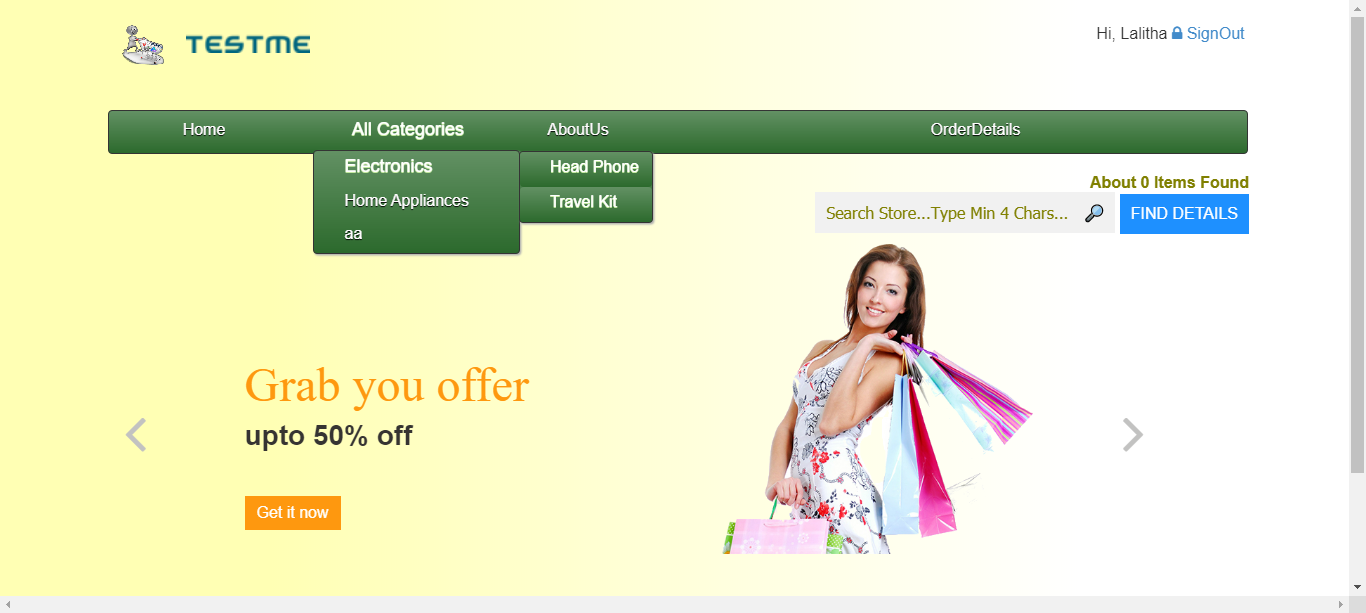 TESTME
Hi, Lalitha SignOut
Home All Categories AboutUs OrderDetails
Electronics Head Phone
Home Appliances Travel Kit
aa
About 0 Items Found
Search Store...Type Min 4 Chars... FIND DETAILS
Grab you offer
upto 50% off
Get it now